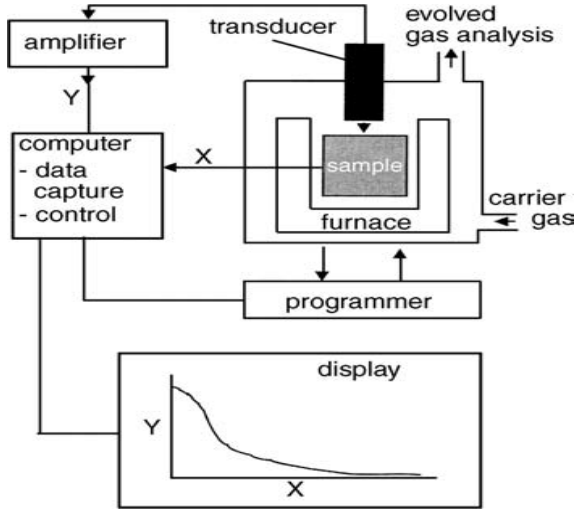 evolved
gas analysis
transducer
amplifier
Y
computer
- data
capture
- control
X
sample
furnace
carrier
gas
programmer
display
Y
X